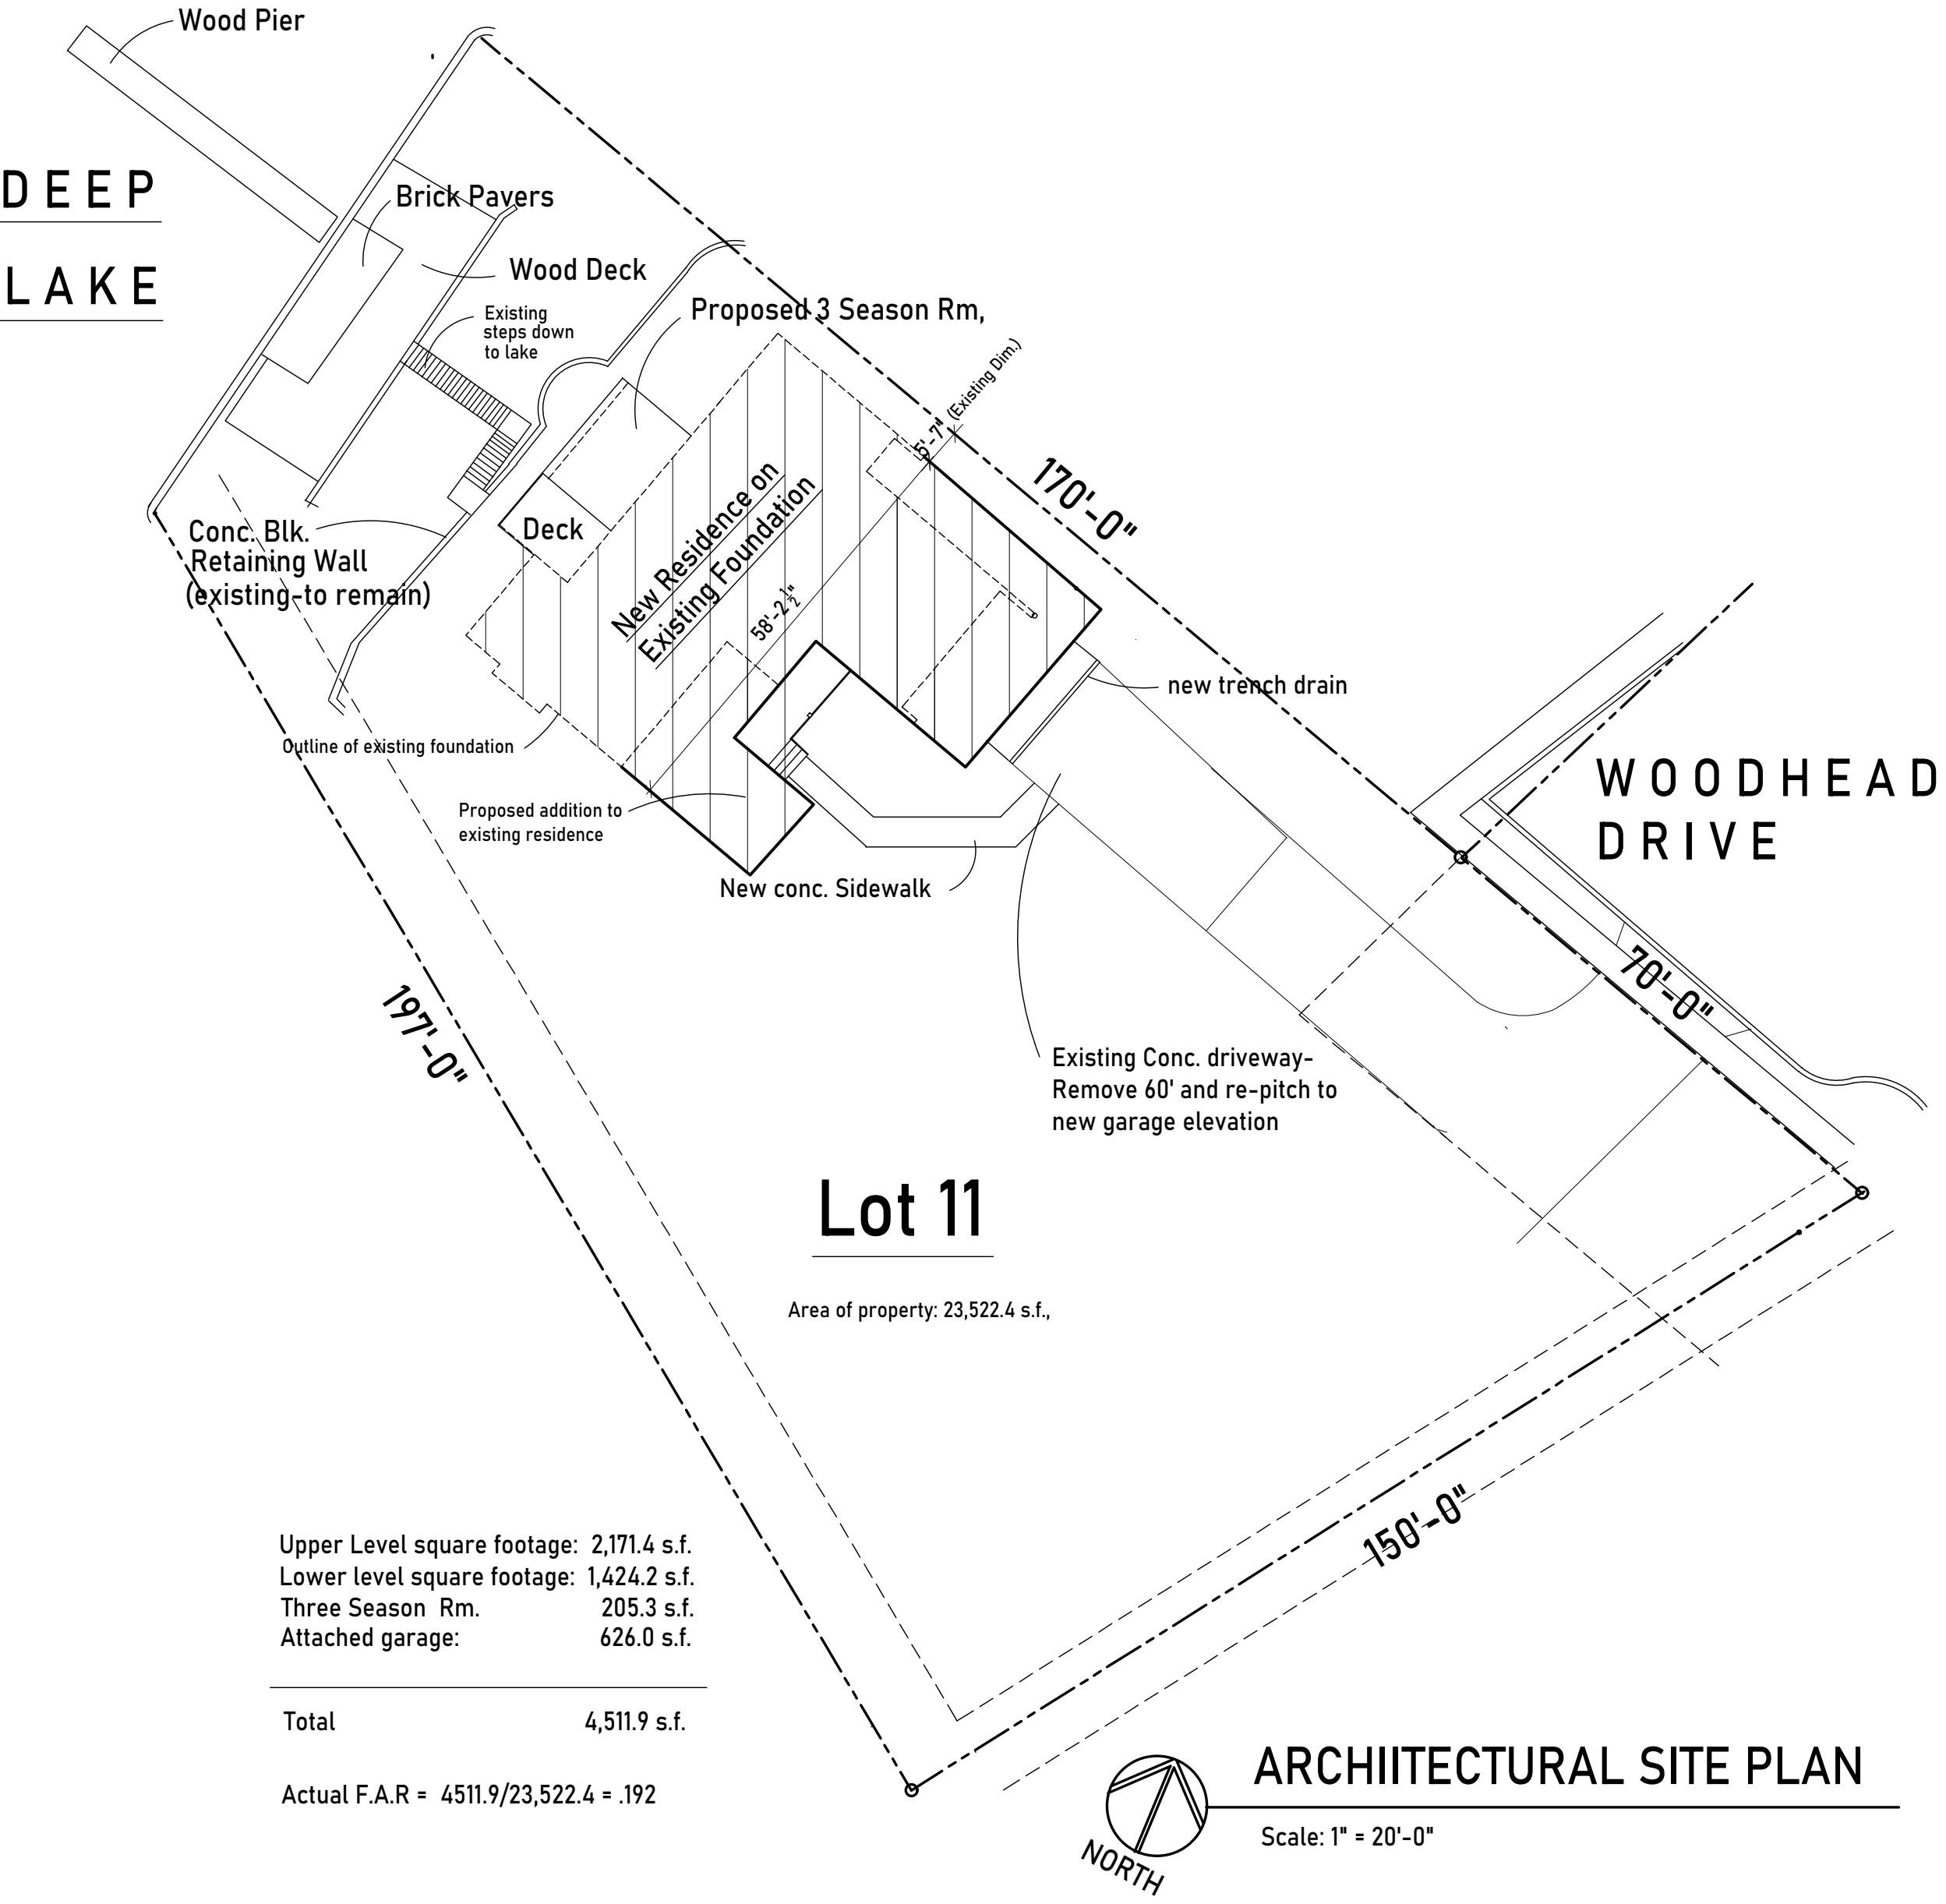 Wood Pier
DEEP
LAKE
Brick Pavers
Wood Deck
Existing
steps down
to lake
Proposed 3 Season Rm,
(Existing Dim.)
5'-7"
170'-0"
Deck
New Residence on
Existing Foundation
58'-2 1/2"
Conc. Blk.
Retaining Wall
(existing-to remain)
new trench drain
Outline of existing foundation
WOODHEAD
DRIVE
Proposed addition to
existing residence
New conc. Sidewalk
70'-0"
197'-0"
Existing Conc. driveway-
Remove 60' and re-pitch to
new garage elevation
Lot 11
Area of property: 23,522.4 s.f.,
150'-0"
Upper Level square footage: 2,171.4 s.f.
Lower level square footage: 1,424.2 s.f.
Three Season Rm. 205.3 s.f.
Attached garage: 626.0 s.f.
Total 4,511.9 s.f.
Actual F.A.R = 4511.9/23,522.4 = .192
NORTH
ARCHIITECTURAL SITE PLAN
Scale: 1" = 20'-0"